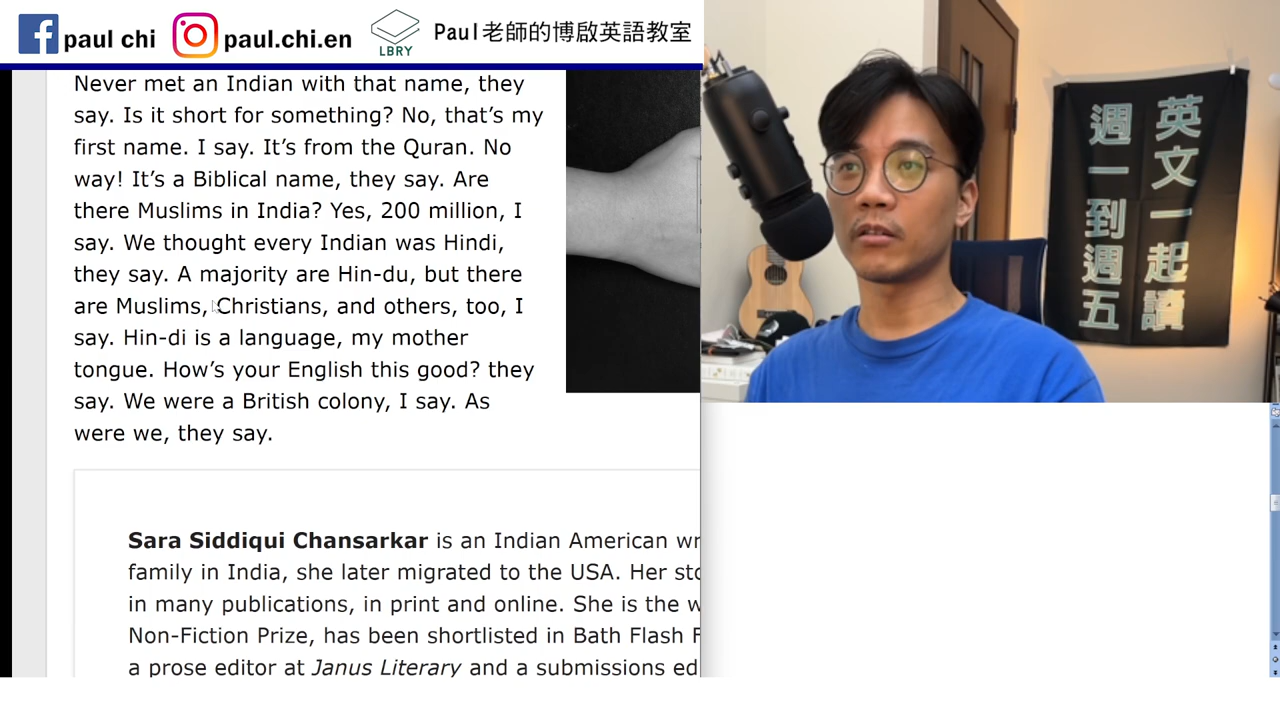 paul chi
paul.chi.en
LBRY
Paul老師的博啟英語教室
Never met an Indian with that name, they
say. Is it short for something? No, that’s my
first name. I say. It’s from the Quran. No
way! It’s a Biblical name, they say. Are
there Muslims in India? Yes, 200 million, I
say. We thought every Indian was Hindi,
they say. A majority are Hin-du, but there
are Muslims, Christians, and others, too, I
say. Hin-di is a language, my mother
tongue. How’s your English this good? they
say. We were a British colony, I say. As
were we, they say.
Sara Siddiqui Chansarkar is an Indian American wr
family in India, she later migrated to the USA. Her sto
in many publications, in print and online. She is the w
Non-Fiction Prize, has been shortlisted in Bath Flash F
a prose editor at Janus Literary and a submissions ed
英文一起讀
週一到週五